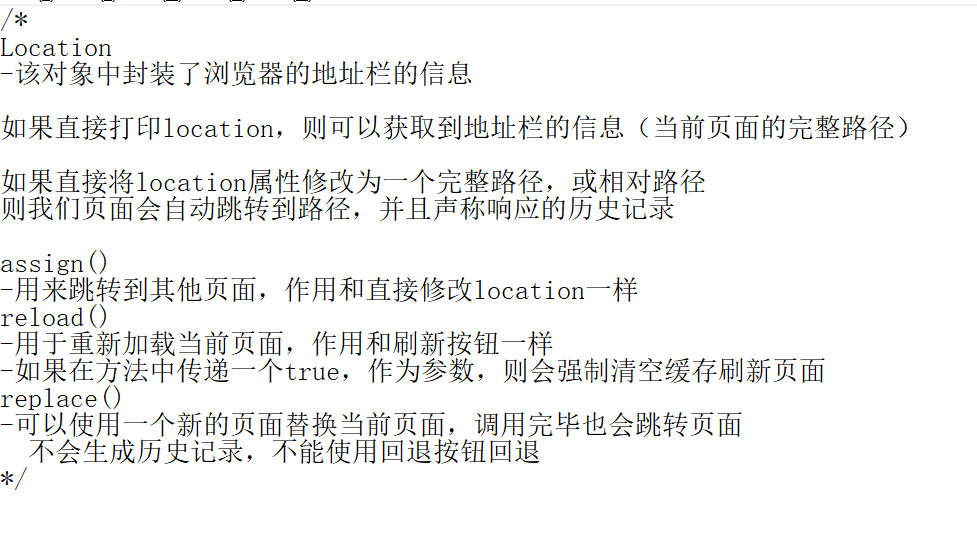 /*
Location
-该对象中封装了浏览器的地址栏的信息
如果直接打印location，则可以获取到地址栏的信息（当前页面的完整路径）
如果直接将location属性修改为一个完整路径，或相对路径
则我们页面会自动跳转到路径，并且声称响应的历史记录
assign()
-用来跳转到其他页面，作用和直接修改location一样
reload()
-用于重新加载当前页面，作用和刷新按钮一样
-如果在方法中传递一个true，作为参数，则会强制清空缓存刷新页面
replace()
-可以使用一个新的页面替换当前页面，调用完毕也会跳转页面
不会生成历史记录，不能使用回退按钮回退
*/